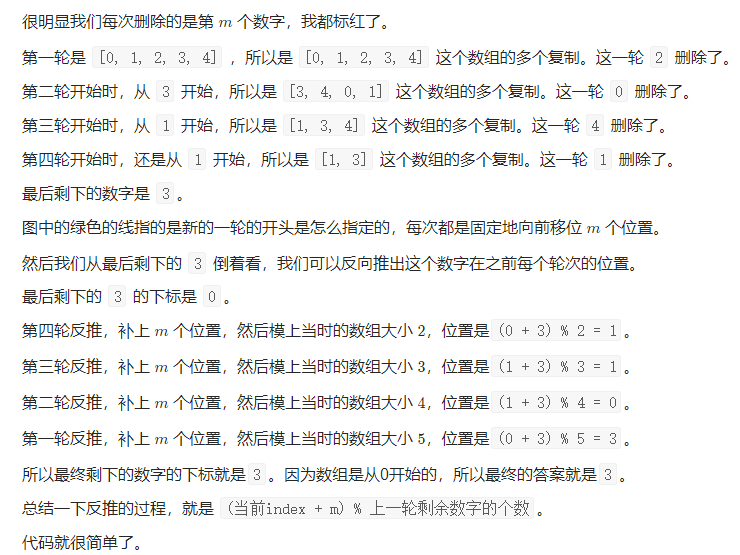 很明显我们每次删除的是第 m 个数字，我都标红了。
第一轮是 [0, 1, 2, 3, 4] ，所以是 [0, 1, 2, 3, 4] 这个数组的多个复制。这一轮 2 删除了。
第二轮开始时，从 3 开始，所以是 [3, 4, 0, 1] 这个数组的多个复制。这一轮 0 删除了。
第三轮开始时，从 1 开始，所以是 [1, 3, 4] 这个数组的多个复制。这一轮 4 删除了。
第四轮开始时，还是从 1 开始，所以是 [1, 3] 这个数组的多个复制。这一轮 1 删除了。
最后剩下的数字是 3 。
图中的绿色的线指的是新的一轮的开头是怎么指定的，每次都是固定地向前移位 m 个位置。
然后我们从最后剩下的 3 倒着看，我们可以反向推出这个数字在之前每个轮次的位置。
最后剩下的 3 的下标是 0 。
第四轮反推，补上 m 个位置，然后模上当时的数组大小 2，位置是 (0 + 3) % 2 = 1 。
第三轮反推，补上 m 个位置，然后模上当时的数组大小 3，位置是 (1 + 3) % 3 = 1 。
第二轮反推，补上 m 个位置，然后模上当时的数组大小 4，位置是 (1 + 3) % 4 = 0 。
第一轮反推，补上 m 个位置，然后模上当时的数组大小 5，位置是 (0 + 3) % 5 = 3 。
所以最终剩下的数字的下标就是 3 。因为数组是从0开始的，所以最终的答案就是 3 。
总结一下反推的过程，就是 (当前index + m) % 上一轮剩余数字的个数 。
代码就很简单了。